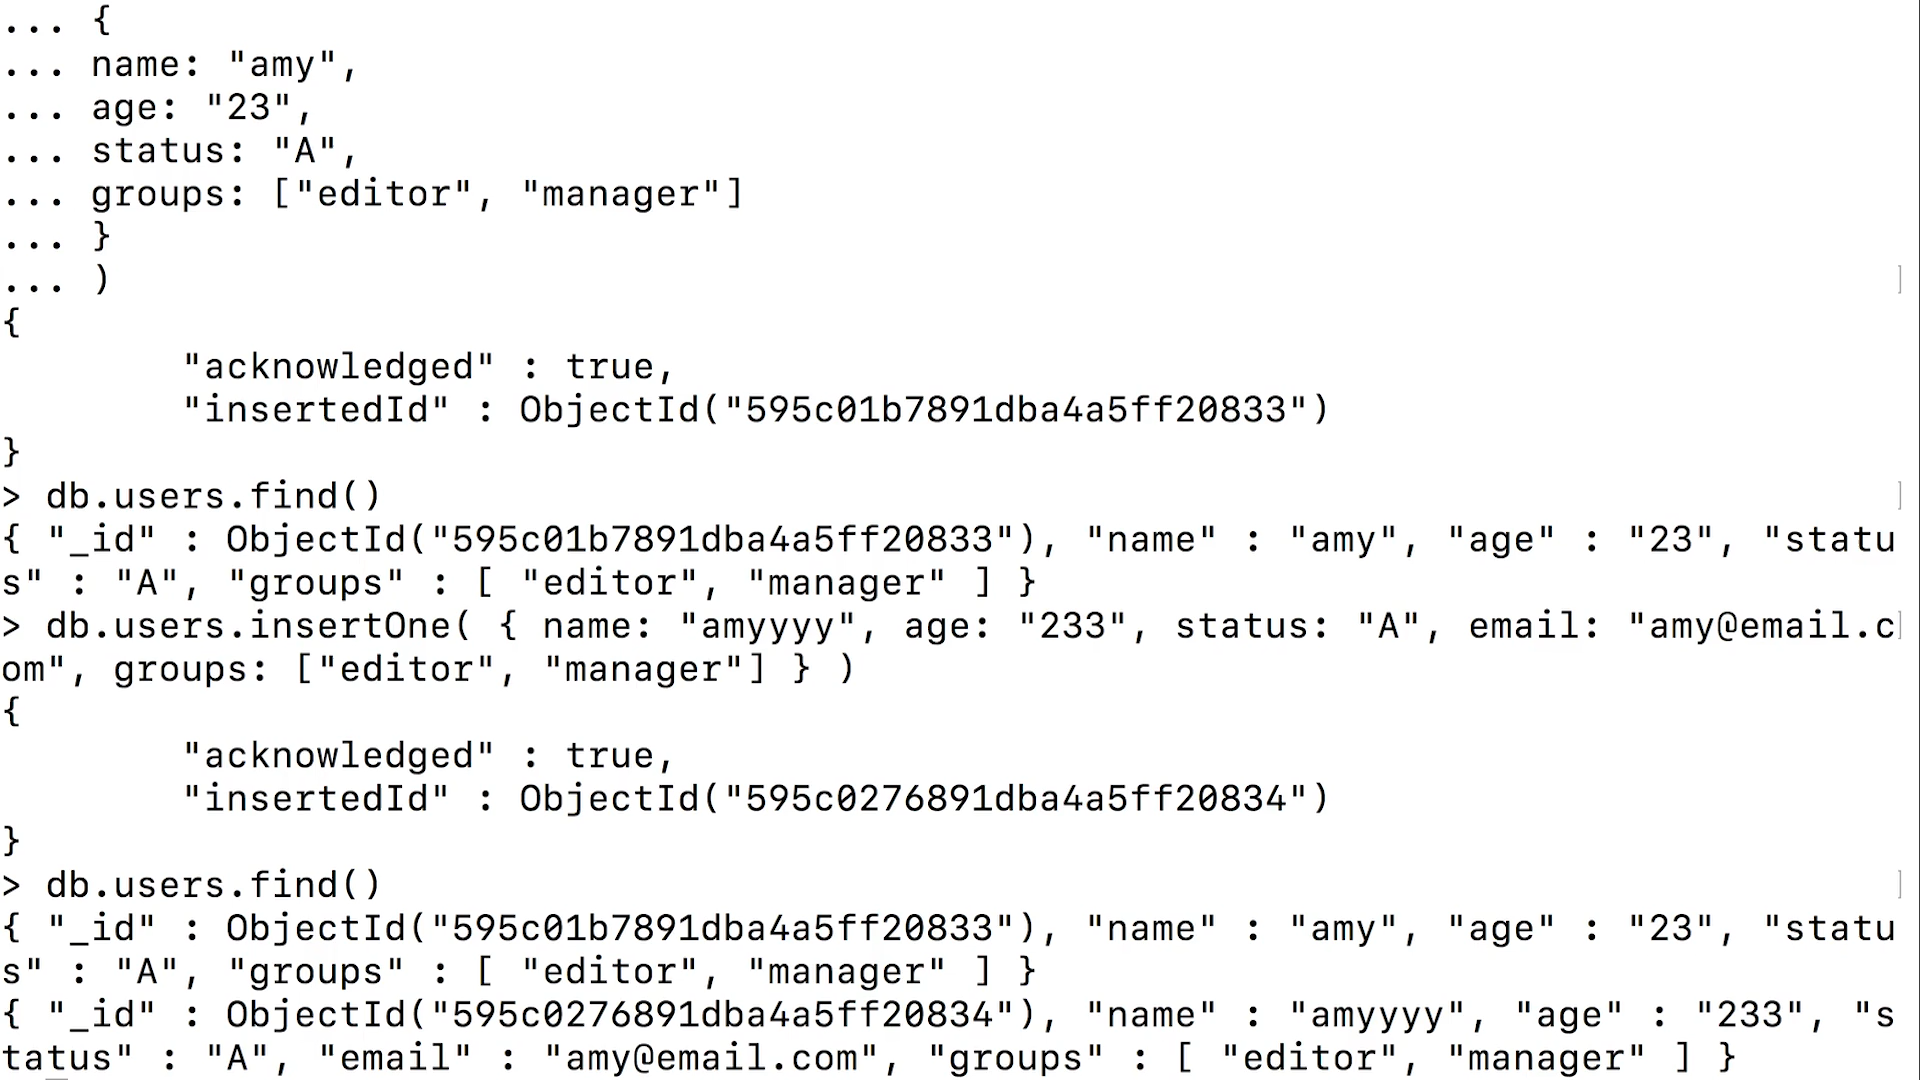 ... {
... name: "amy",
... age: "23",
... status: "A",
... groups: ["editor", "manager"]
... }
... )
{
        "acknowledged" : true,
        "insertedId" : ObjectId("595c01b7891dba4a5ff20833")
}
> db.users.find()
{ "_id" : ObjectId("595c01b7891dba4a5ff20833"), "name" : "amy", "age" : "23", "statu
s" : "A", "groups" : [ "editor", "manager" ] }
> db.users.insertOne( { name: "amyyyy", age: "233", status: "A", email: "amy@email.c
om", groups: ["editor", "manager"] } )
{
        "acknowledged" : true,
        "insertedId" : ObjectId("595c0276891dba4a5ff20834")
}
> db.users.find()
{ "_id" : ObjectId("595c01b7891dba4a5ff20833"), "name" : "amy", "age" : "23", "statu
s" : "A", "groups" : [ "editor", "manager" ] }
{ "_id" : ObjectId("595c0276891dba4a5ff20834"), "name" : "amyyyy", "age" : "233", "s
tatus" : "A", "email" : "amy@email.com", "groups" : [ "editor", "manager" ] }